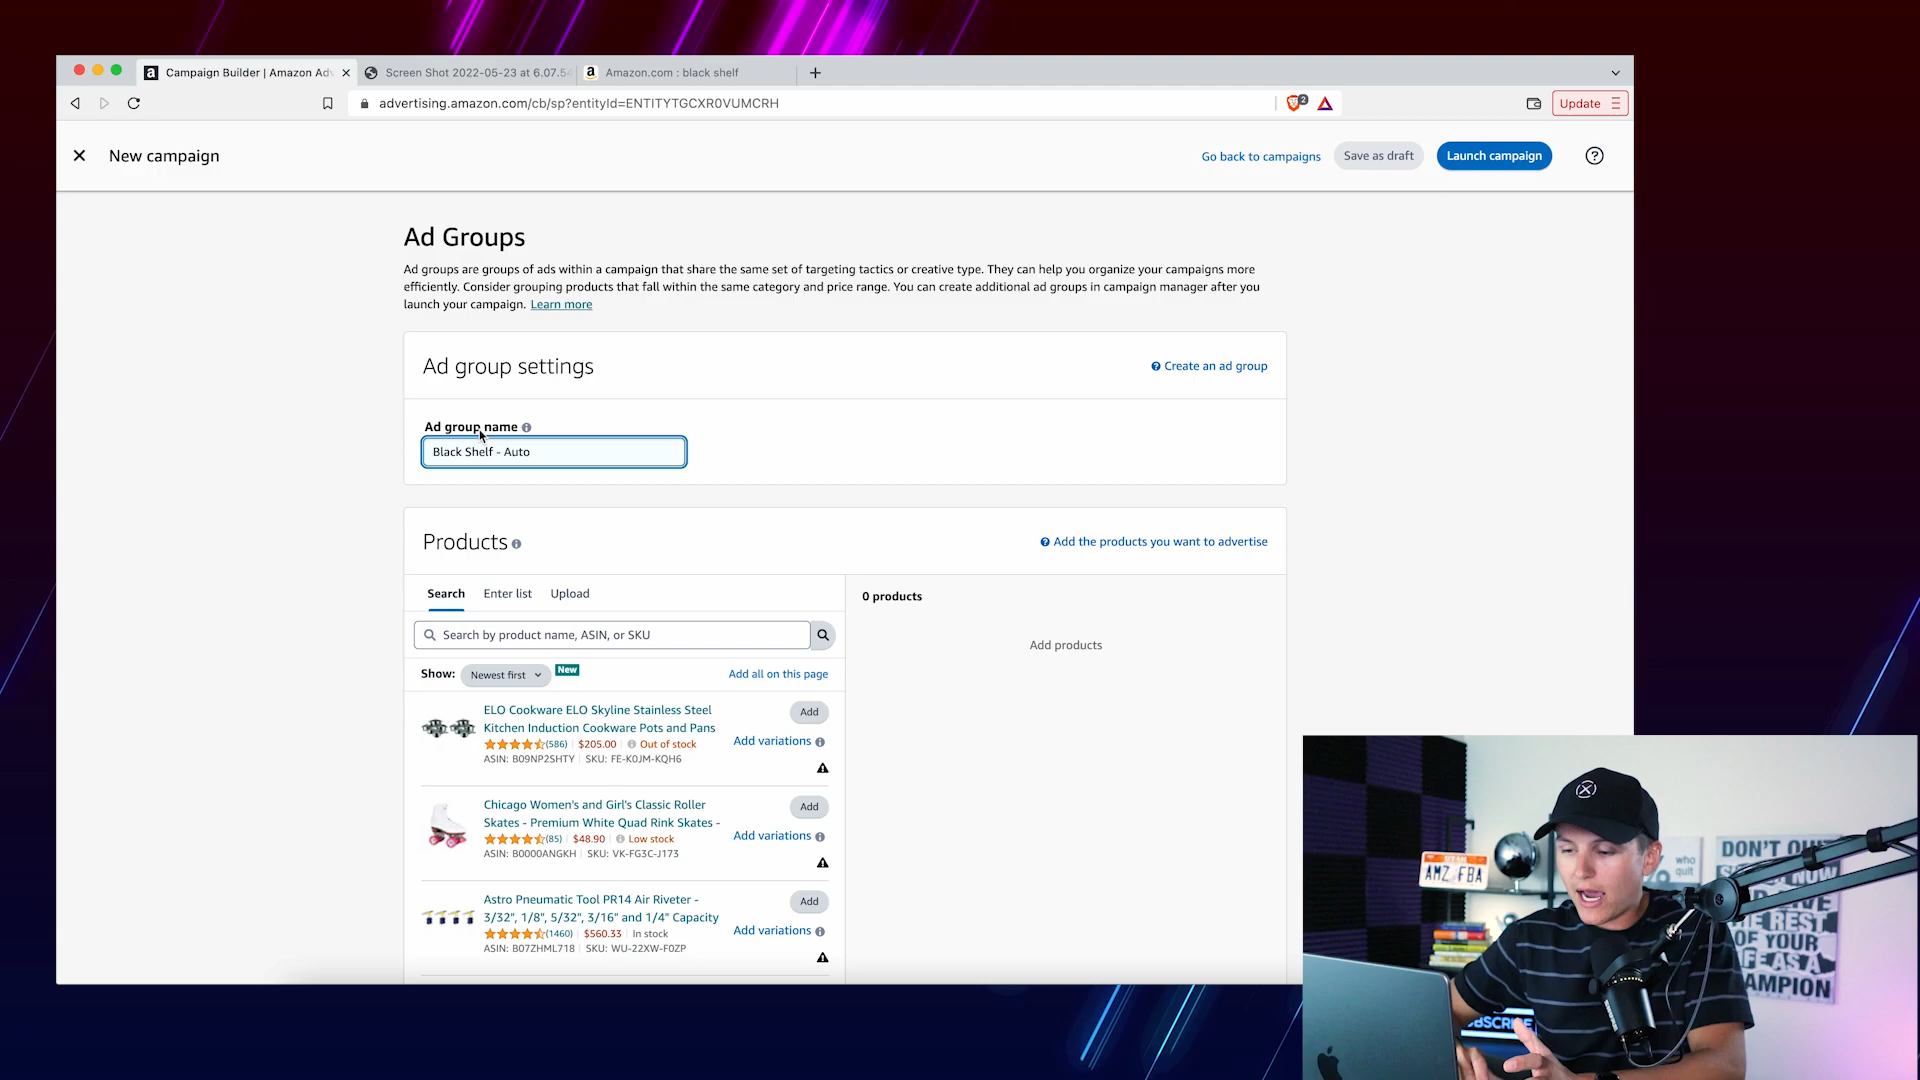 Campaign Builder | Amazon Adv
Screen Shot 2022-05-23 at 6.07.54
Amazon.com : black shelf
advertising.amazon.com/cb/sp?entityId=ENTITYTGCXR0VUMCRH
2
Update
New campaign
Go back to campaigns
Save as draft
Launch campaign
Ad Groups
Ad groups are groups of ads within a campaign that share the same set of targeting tactics or creative type. They can help you organize your campaigns more
efficiently. Consider grouping products that fall within the same category and price range. You can create additional ad groups in campaign manager after you
launch your campaign. Learn more
Ad group settings
Create an ad group
Ad group name
Black Shelf - Auto
Products
Add the products you want to advertise
Search Enter list Upload
0 products
Search by product name, ASIN, or SKU
Add products
Show: Newest first New Add all on this page
ELO Cookware ELO Skyline Stainless Steel
Kitchen Induction Cookware Pots and Pans
(586) | $205.00 | Out of stock
ASIN: B09NP2SHTY | SKU: FE-K0JM-KQH6
Add
Add variations
Chicago Women's and Girl's Classic Roller
Skates - Premium White Quad Rink Skates -
(85) | $48.90 | Low stock
ASIN: B0000ANGKH | SKU: VK-FG3C-J173
Add
Add variations
Astro Pneumatic Tool PR14 Air Riveter -
3/32", 1/8", 5/32", 3/16" and 1/4" Capacity
(1460) | $560.33 | In stock
ASIN: B07ZHML718 | SKU: WU-22XW-F0ZP
Add
Add variations
UTAH
AMZ FBA
who
quit
DON'T QU
NOW
THE REST
OF YOUR
FE AS A
AMPION